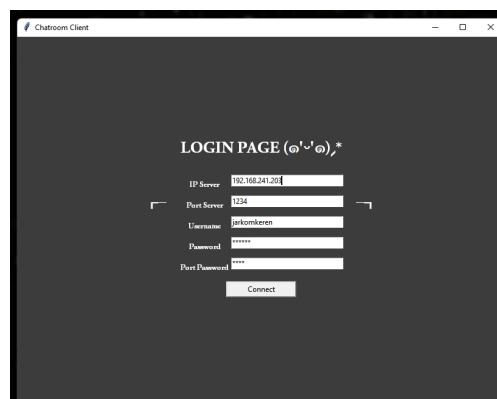 Chatroom Client
LOGIN PAGE (๑'ᵕ'๑)⸝*
IP Server 192.168.241.203
Port Server 1234
Username jarkomkeren
Password ******
Port Password ****
Connect